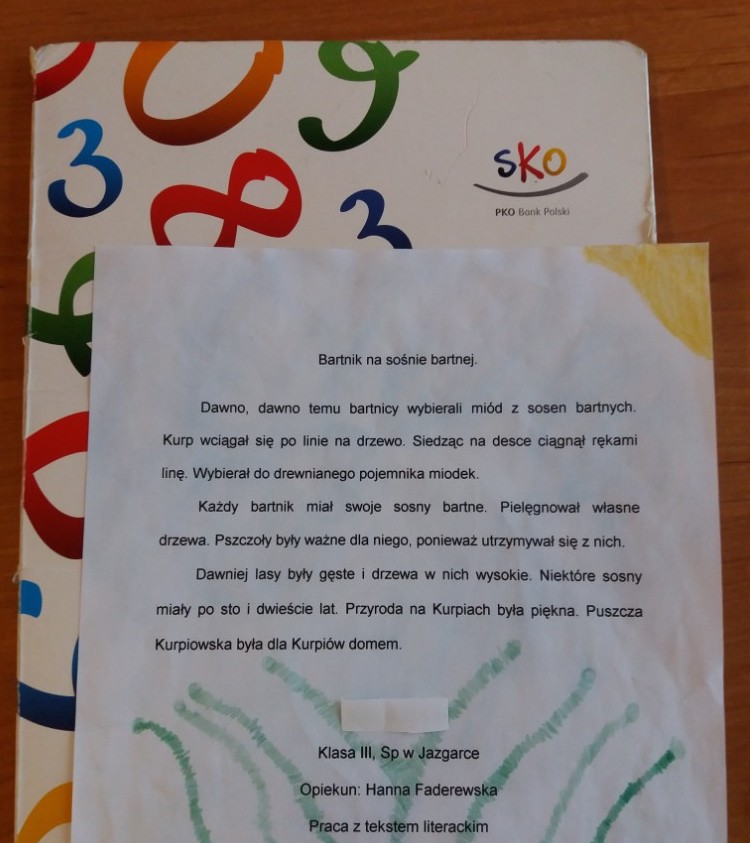 SKO
PKO Bank Polski
Bartnik na sośnie bartnej.
Dawno, dawno temu bartnicy wybierali miód z sosen bartnych.
Kurp wciągał się po linie na drzewo. Siedząc na desce ciągnął rękami
linę. Wybierał do drewnianego pojemnika miodek.
Każdy bartnik miał swoje sosny bartne. Pielęgnował własne
drzewa. Pszczoły były ważne dla niego, ponieważ utrzymywał się z nich.
Dawniej lasy były gęste i drzewa w nich wysokie. Niektóre sosny
miały po sto i dwieście lat. Przyroda na Kurpiach była piękna. Puszcza
Kurpiowska była dla Kurpiów domem.
Klasa III, Sp w Jazgarce
Opiekun: Hanna Faderewska
Praca z tekstem literackim